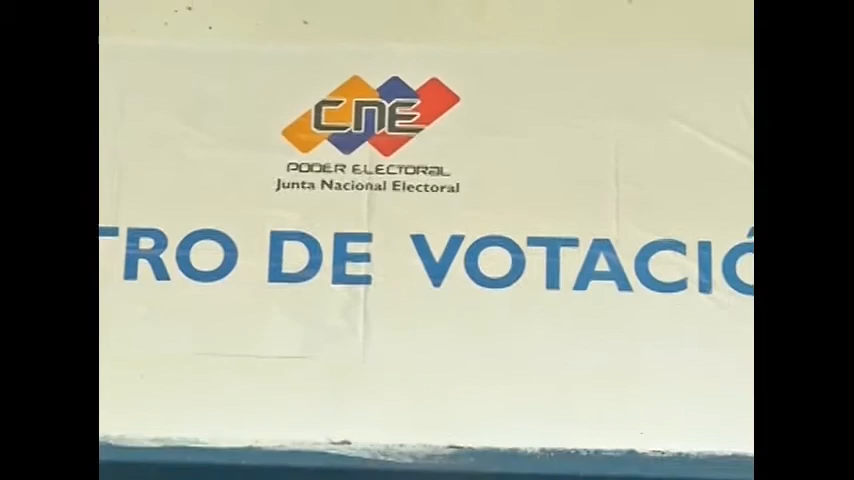 CNE
PODER ELECTORAL
Junta Nacional Electoral
TRO DE VOTACIÓ